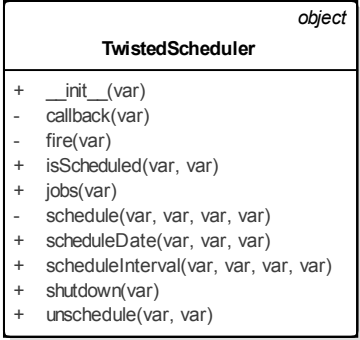 object
TwistedScheduler
+ __init__(var)
- callback(var)
- fire(var)
+ isScheduled(var, var)
+ jobs(var)
- schedule(var, var, var, var)
+ scheduleDate(var, var, var)
+ scheduleInterval(var, var, var, var)
+ shutdown(var)
+ unschedule(var, var)